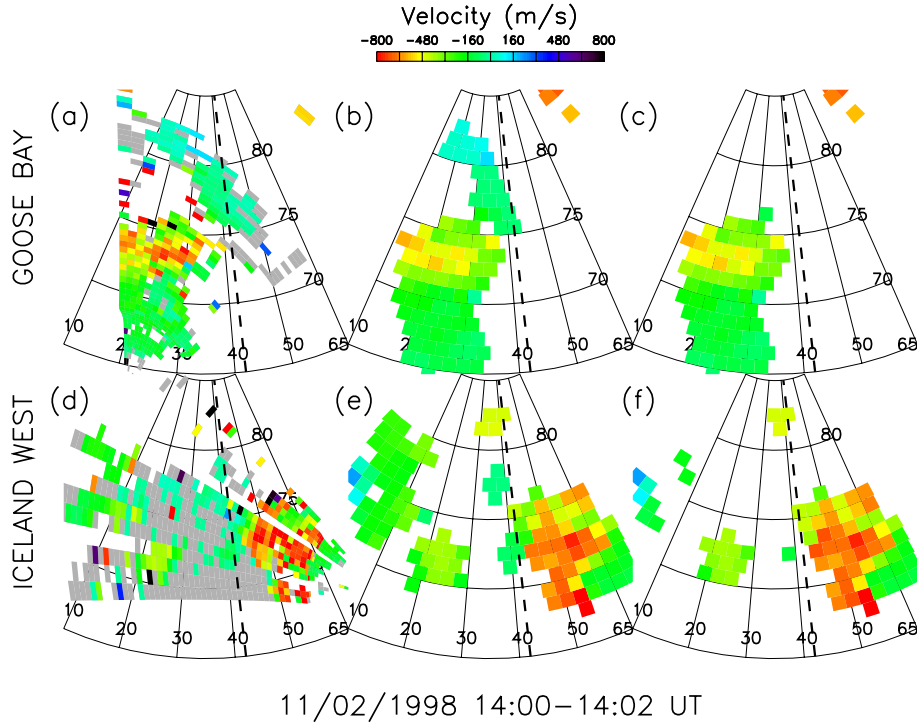 Velocity (m/s)
-800 -480 -160 160 480 800
GOOSE BAY
(a) (b) (c)
80 80 80
75 75 75
70 70 70
10 2 30 40 50 65 10 20 30 40 50 65 10 20 30 40 50 65
ICELAND WEST
(d) (e) (f)
80 80 80
75
10 20 30 40 50 65 10 20 30 40 50 65 10 20 30 40 50 65
11/02/1998 14:00-14:02 UT